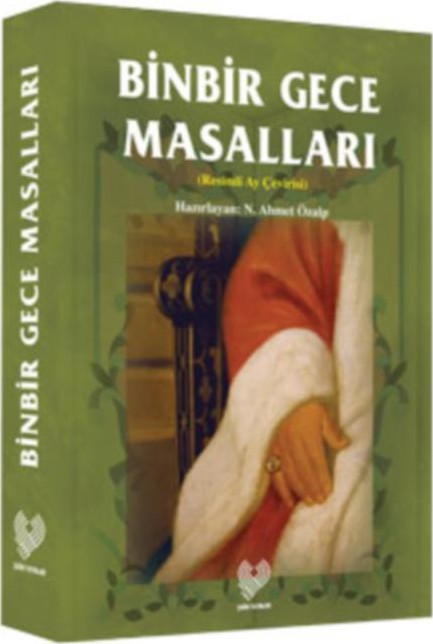 BİNBİR GECE
MASALLARI
(Resimli Ay Çevirisi)
Hazırlayan: N. Ahmet Özalp
BİNBİR GECE MASALLARI